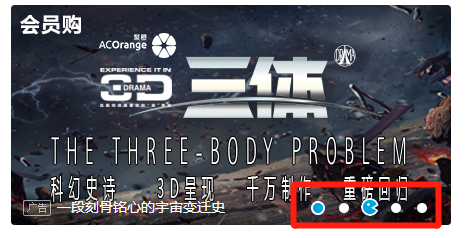 会员购
聚橙
ACOrange
DRAMA
EXPERIENCE IT IN
3D
DRAMA
三体
THE THREE-BODY PROBLEM
科幻史诗 3D呈现 千万制作 重磅回归
广告 一段刻骨铭心的宇宙变迁史